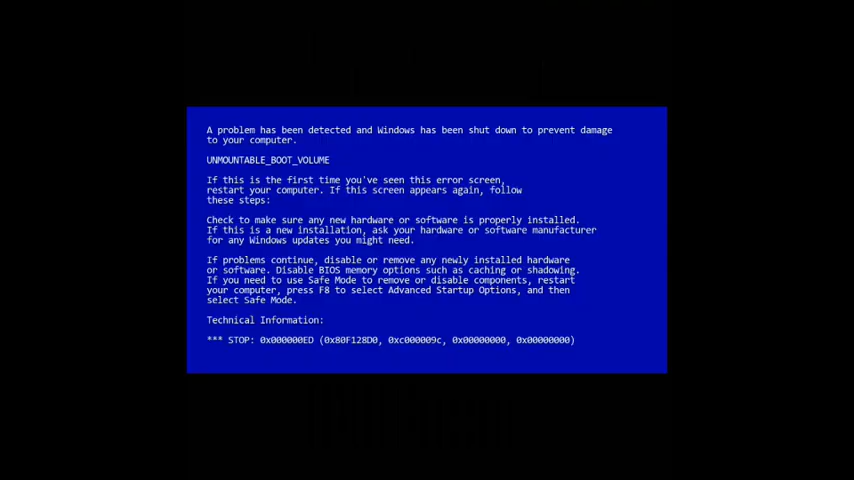 A problem has been detected and Windows has been shut down to prevent damage
to your computer.
UNMOUNTABLE_BOOT_VOLUME
If this is the first time you've seen this error screen,
restart your computer. If this screen appears again, follow
these steps:
Check to make sure any new hardware or software is properly installed.
If this is a new installation, ask your hardware or software manufacturer
for any Windows updates you might need.
If problems continue, disable or remove any newly installed hardware
or software. Disable BIOS memory options such as caching or shadowing.
If you need to use Safe Mode to remove or disable components, restart
your computer, press F8 to select Advanced Startup Options, and then
select Safe Mode.
Technical Information:
*** STOP: 0x000000ED (0x80F128D0, 0xc000009c, 0x00000000, 0x00000000)